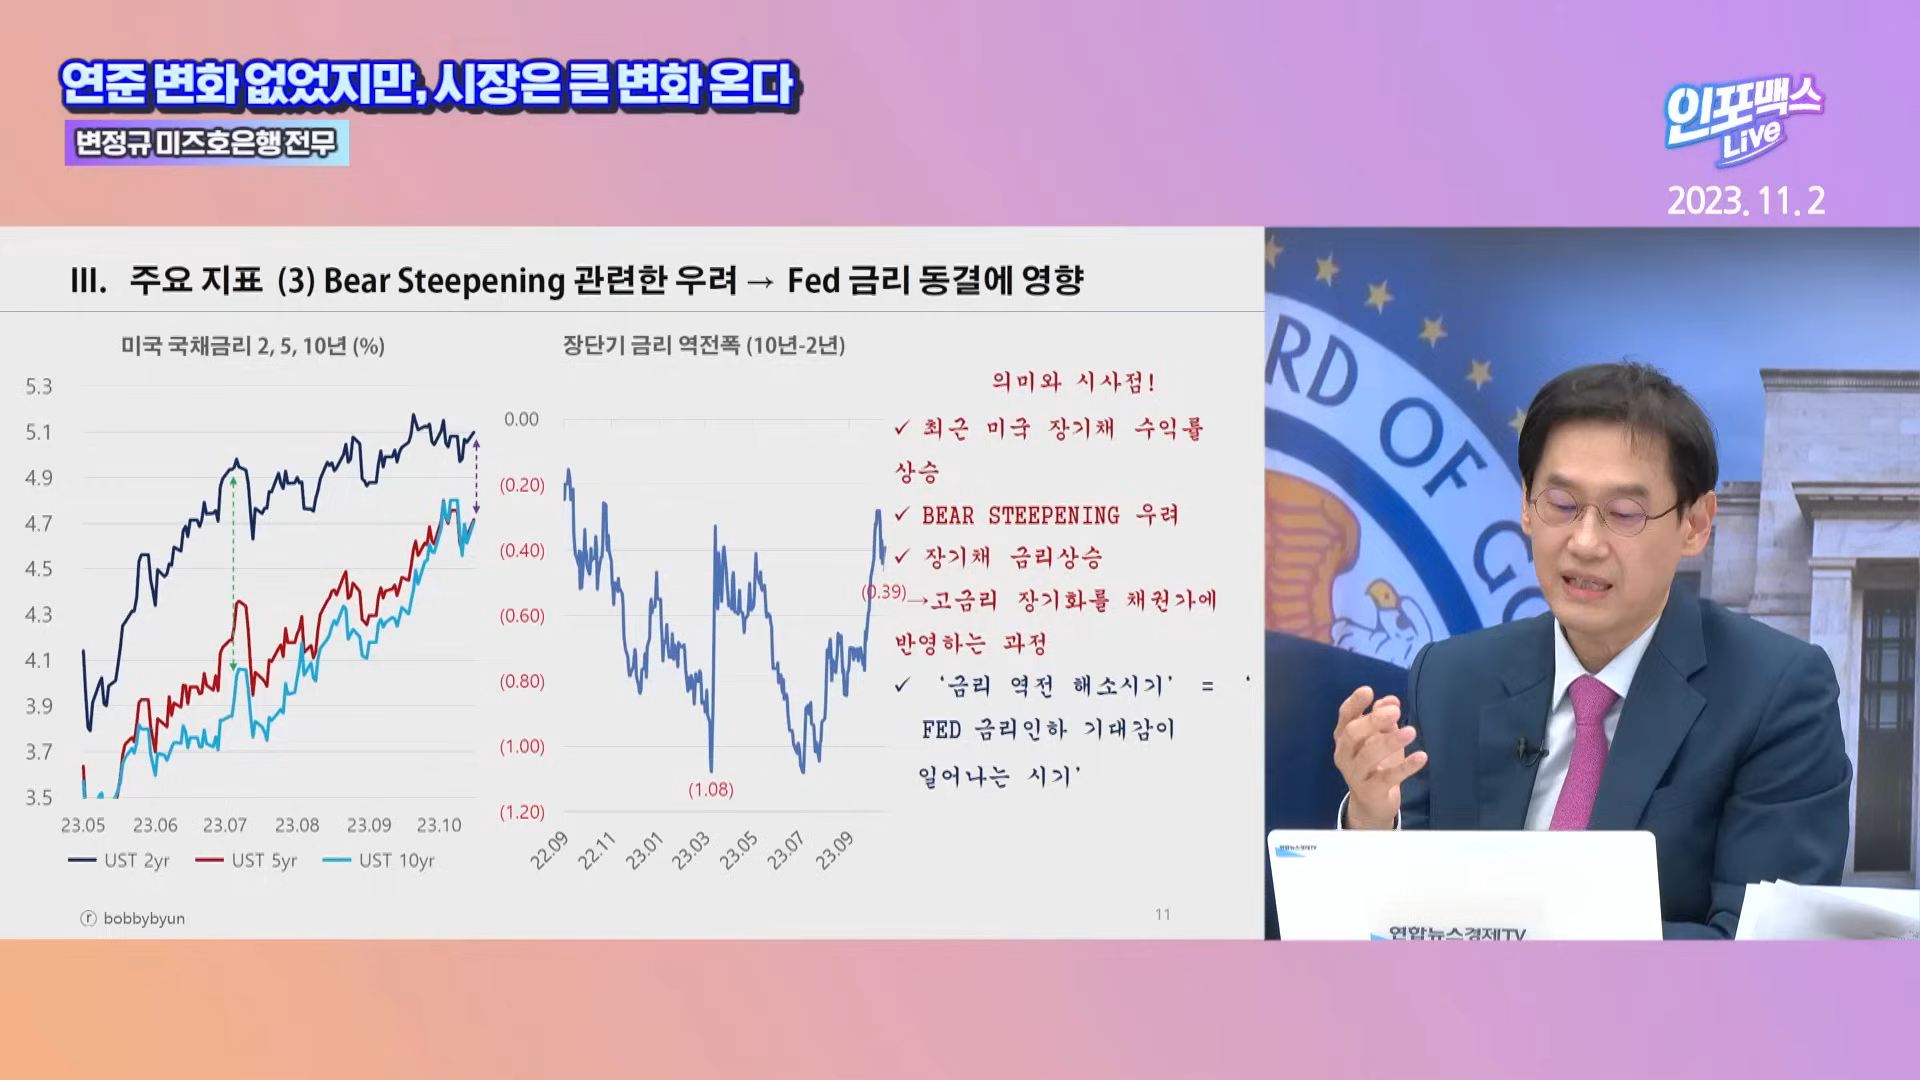 연준 변화 없었지만, 시장은 큰 변화 온다
변정규 미즈호은행 전무
인포맥스
Live
2023. 11. 2
III. 주요 지표 (3) Bear Steepening 관련한 우려 → Fed 금리 동결에 영향
미국 국채금리 2, 5, 10년 (%)
5.3
5.1
4.9
4.7
4.5
4.3
4.1
3.9
3.7
3.5
23.05 23.06 23.07 23.08 23.09 23.10
UST 2yr UST 5yr UST 10yr
장단기 금리 역전폭 (10년-2년)
0.00
(0.20)
(0.40)
(0.60)
(0.80)
(1.00)
(1.20)
(0.39)
(1.08)
22.09 22.11 23.01 23.03 23.05 23.07 23.09
의미와 시사점!
✓ 최근 미국 장기채 수익률
상승
✓ BEAR STEEPENING 우려
✓ 장기채 금리상승
→고금리 장기화를 채권가에
반영하는 과정
✓ ‘금리 역전 해소시기’ = ‘
FED 금리인하 기대감이
일어나는 시기’
ⓡ bobbybyun
11
RD OF GO
연합뉴스경제TV
연합뉴스경제TV